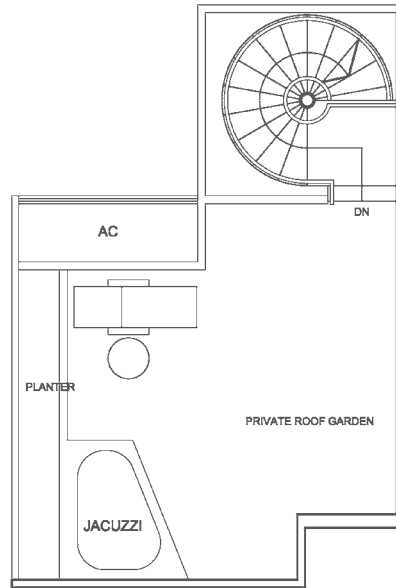 DN
AC
PLANTER
PRIVATE ROOF GARDEN
JACUZZI